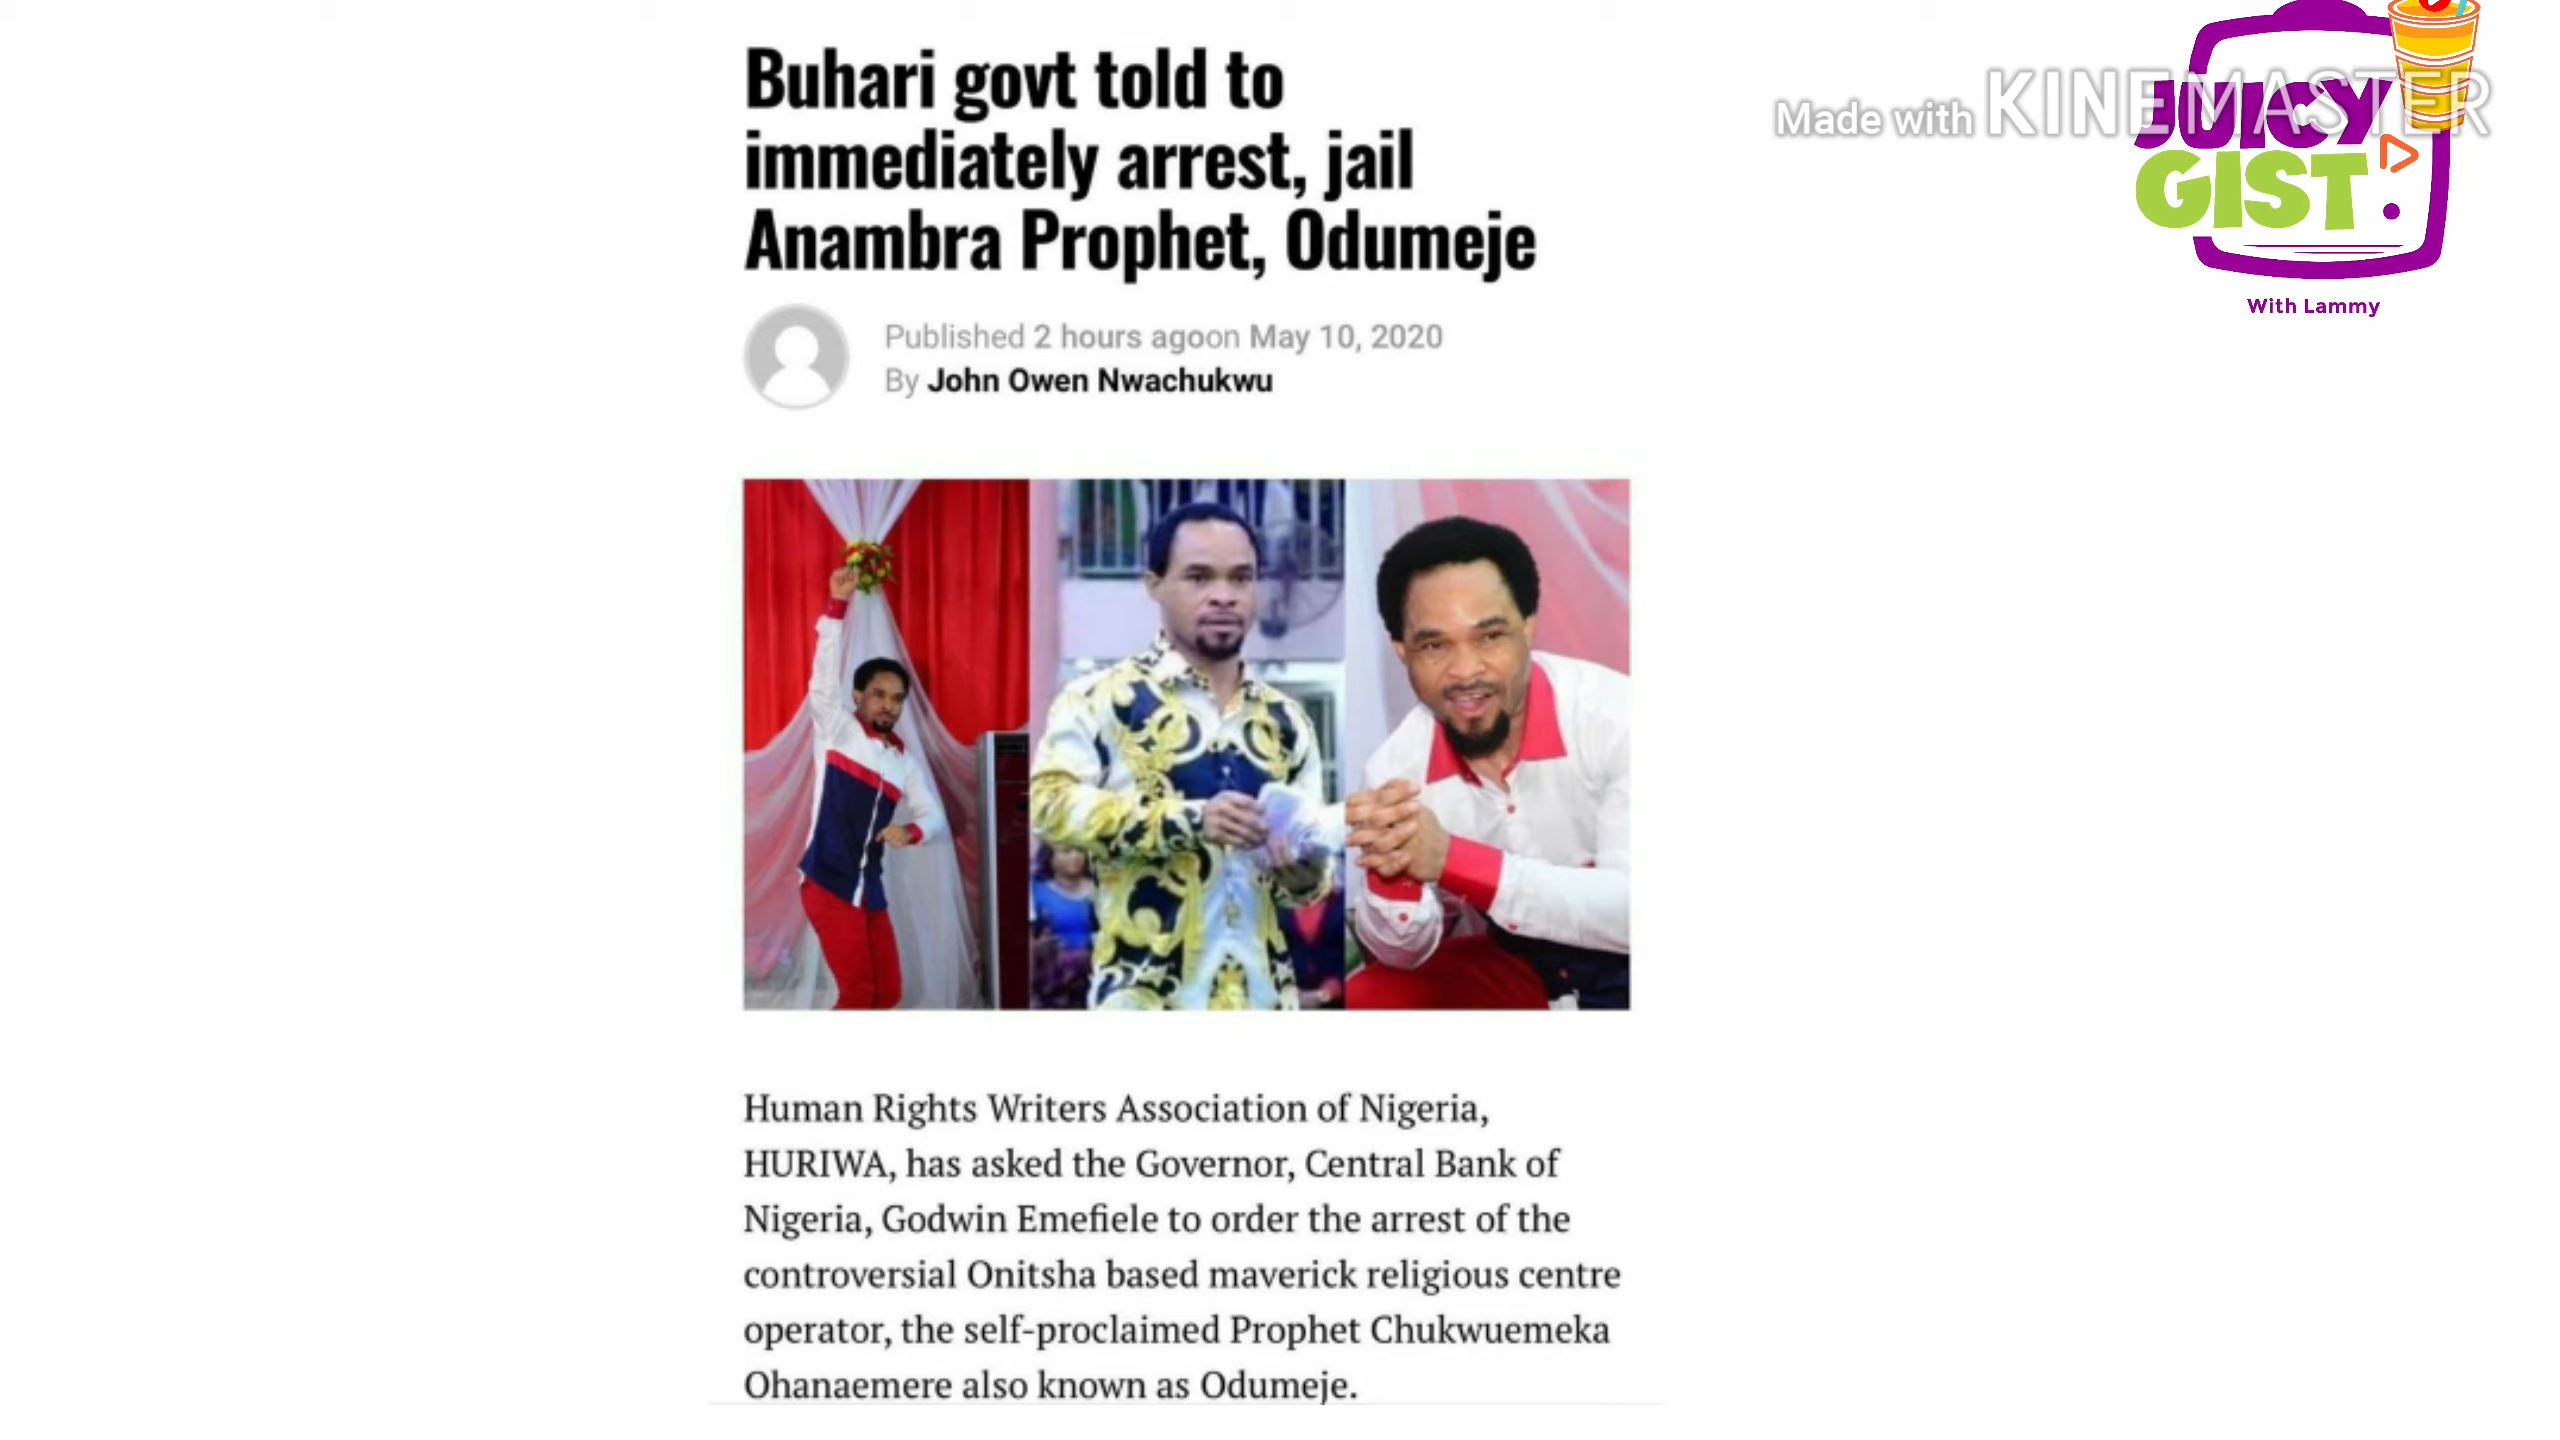 Buhari govt told to
immediately arrest, jail
Anambra Prophet, Odumeje
Published 2 hours agoon May 10, 2020
By John Owen Nwachukwu
Made with KINEMASTER
JUICY
GIST
With Lammy
Human Rights Writers Association of Nigeria,
HURIWA, has asked the Governor, Central Bank of
Nigeria, Godwin Emefiele to order the arrest of the
controversial Onitsha based maverick religious centre
operator, the self-proclaimed Prophet Chukwuemeka
Ohanaemere also known as Odumeje.